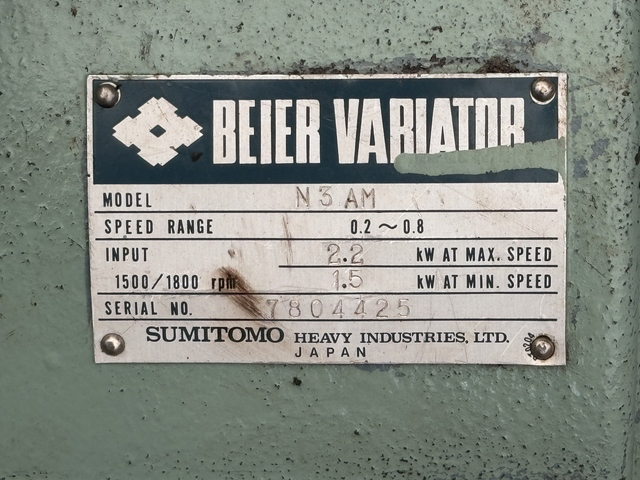 BEIER VARIATOR
MODEL N3AM
SPEED RANGE 0.2～0.8
INPUT 2.2 kW AT MAX. SPEED
1500/1800 rpm 1.5 kW AT MIN. SPEED
SERIAL NO. 7804425
SUMITOMO HEAVY INDUSTRIES, LTD.
JAPAN